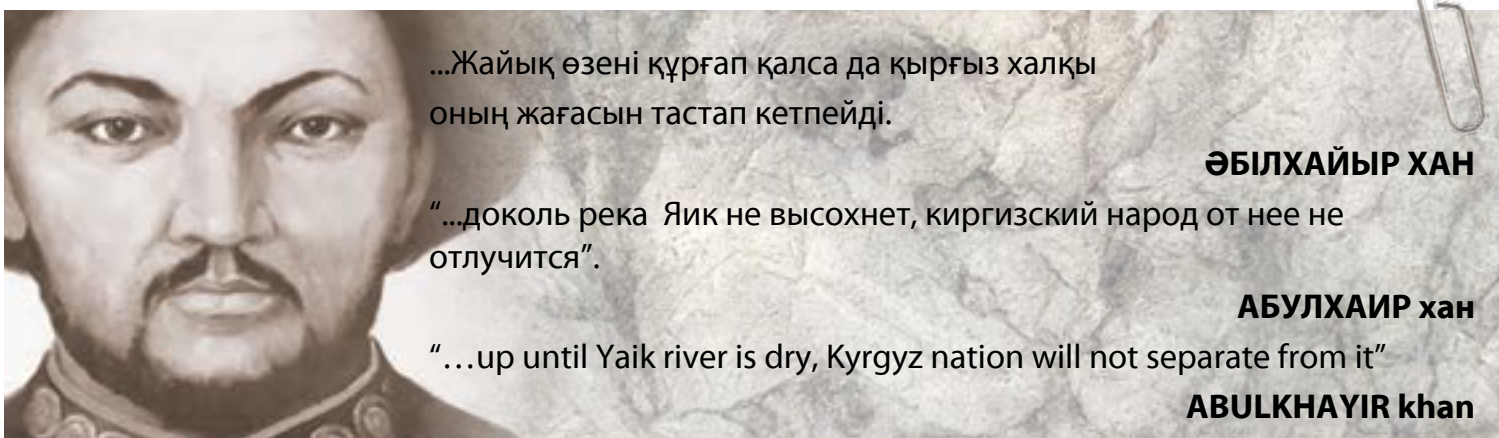 ...Жайық өзені құрғап қалса да қырғыз халқы
оның жағасын тастап кетпейді.
ӘБІЛХАЙЫР ХАН
“...доколь река Яик не высохнет, киргизский народ от нее не
отлучится”.
АБУЛХАИР хан
“…up until Yaik river is dry, Kyrgyz nation will not separate from it”
ABULKHAYIR khan